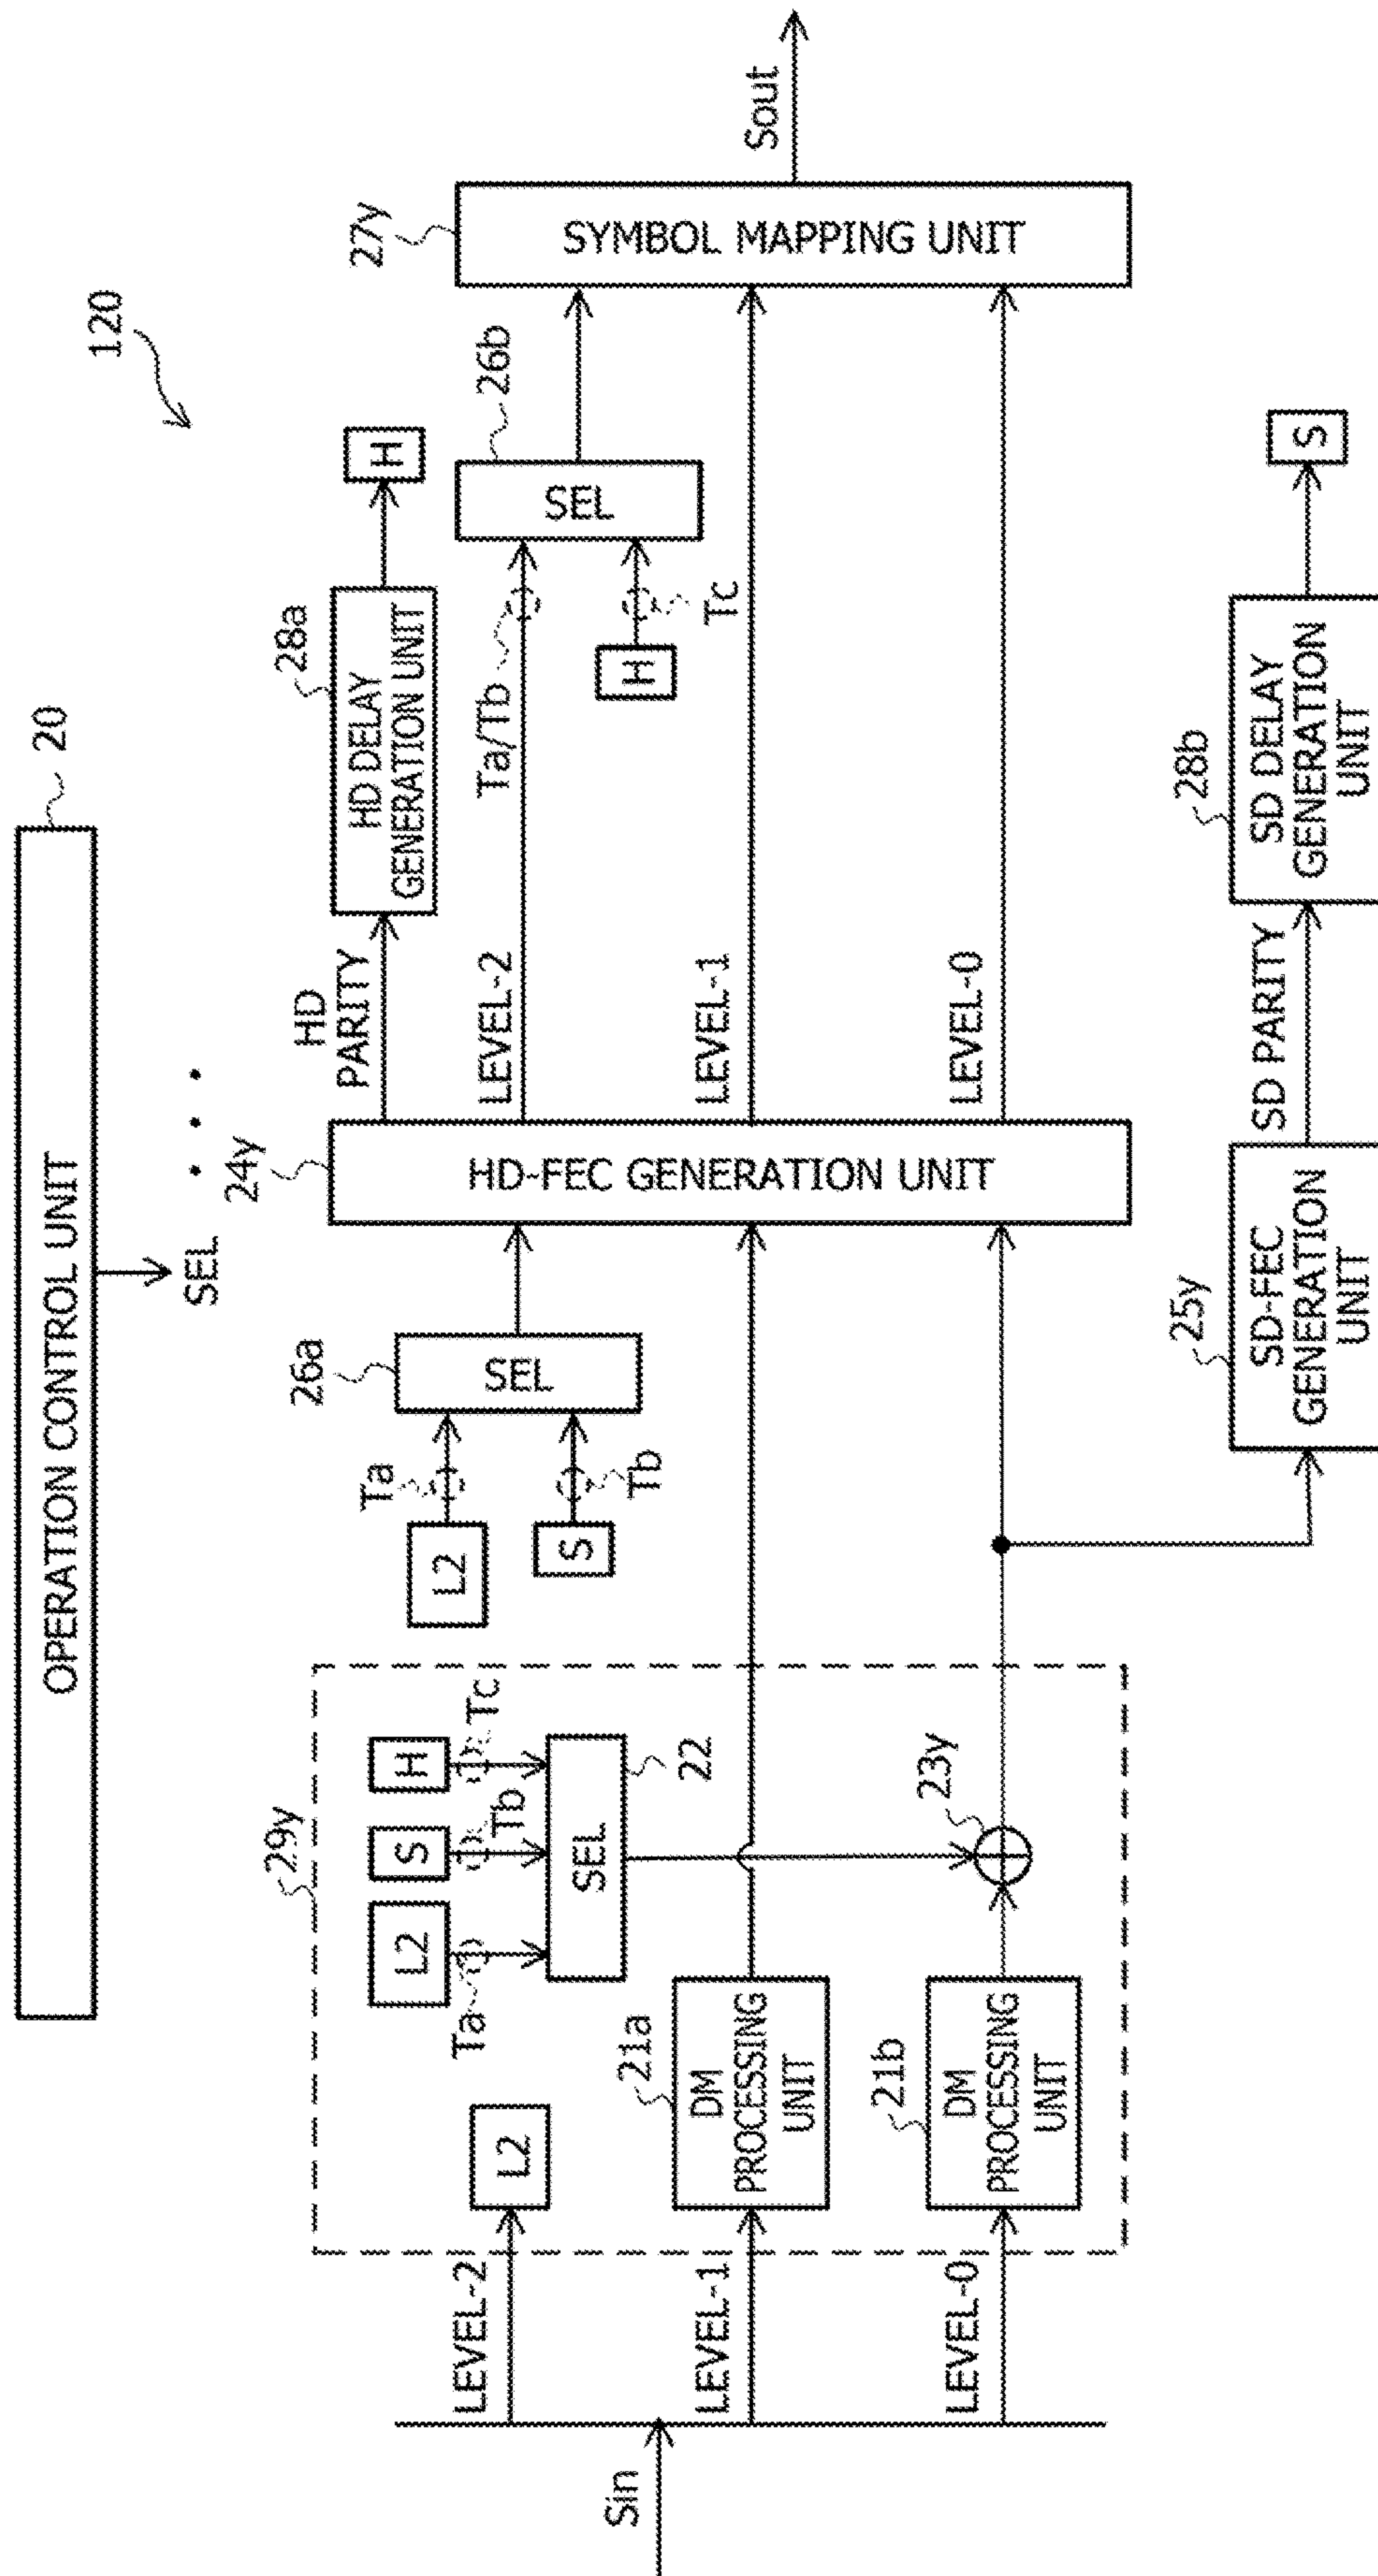 120
OPERATION CONTROL UNIT
20
SEL
• • •
Sin
LEVEL-2
LEVEL-1
LEVEL-0
29y
L2
L2
S
H
Ta
Tb
Tc
SEL
22
21a
DM
PROCESSING
UNIT
21b
DM
PROCESSING
UNIT
23y
L2
S
Ta
Tb
26a
SEL
24y
HD-FEC GENERATION UNIT
25y
SD-FEC
GENERATION
UNIT
HD
PARITY
LEVEL-2
LEVEL-1
LEVEL-0
SD PARITY
28a
HD DELAY
GENERATION UNIT
H
Ta/Tb
H
Tc
26b
SEL
28b
SD DELAY
GENERATION
UNIT
S
27y
SYMBOL MAPPING UNIT
Sout